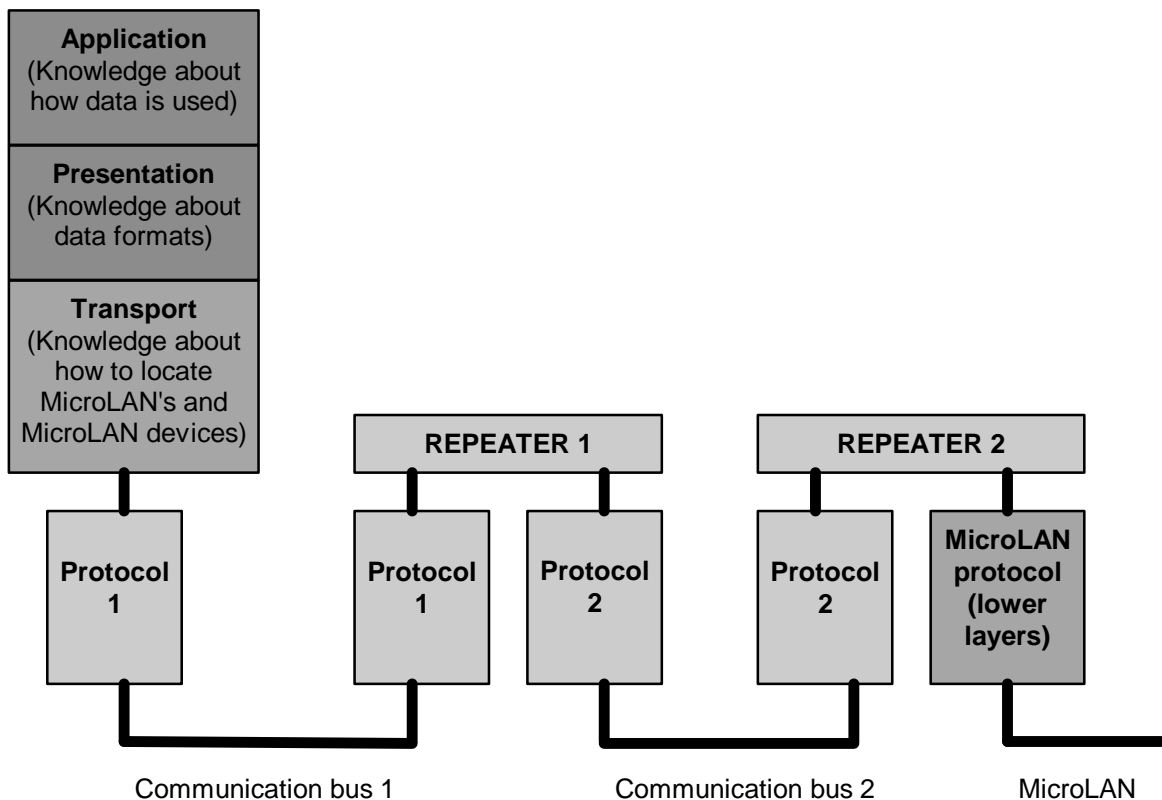 Application
(Knowledge about
how data is used)
Presentation
(Knowledge about
data formats)
Transport
(Knowledge about
how to locate
MicroLAN's and
MicroLAN devices)
REPEATER 1
REPEATER 2
Protocol
1
Protocol
1
Protocol
2
Protocol
2
MicroLAN
protocol
(lower
layers)
Communication bus 1
Communication bus 2
MicroLAN